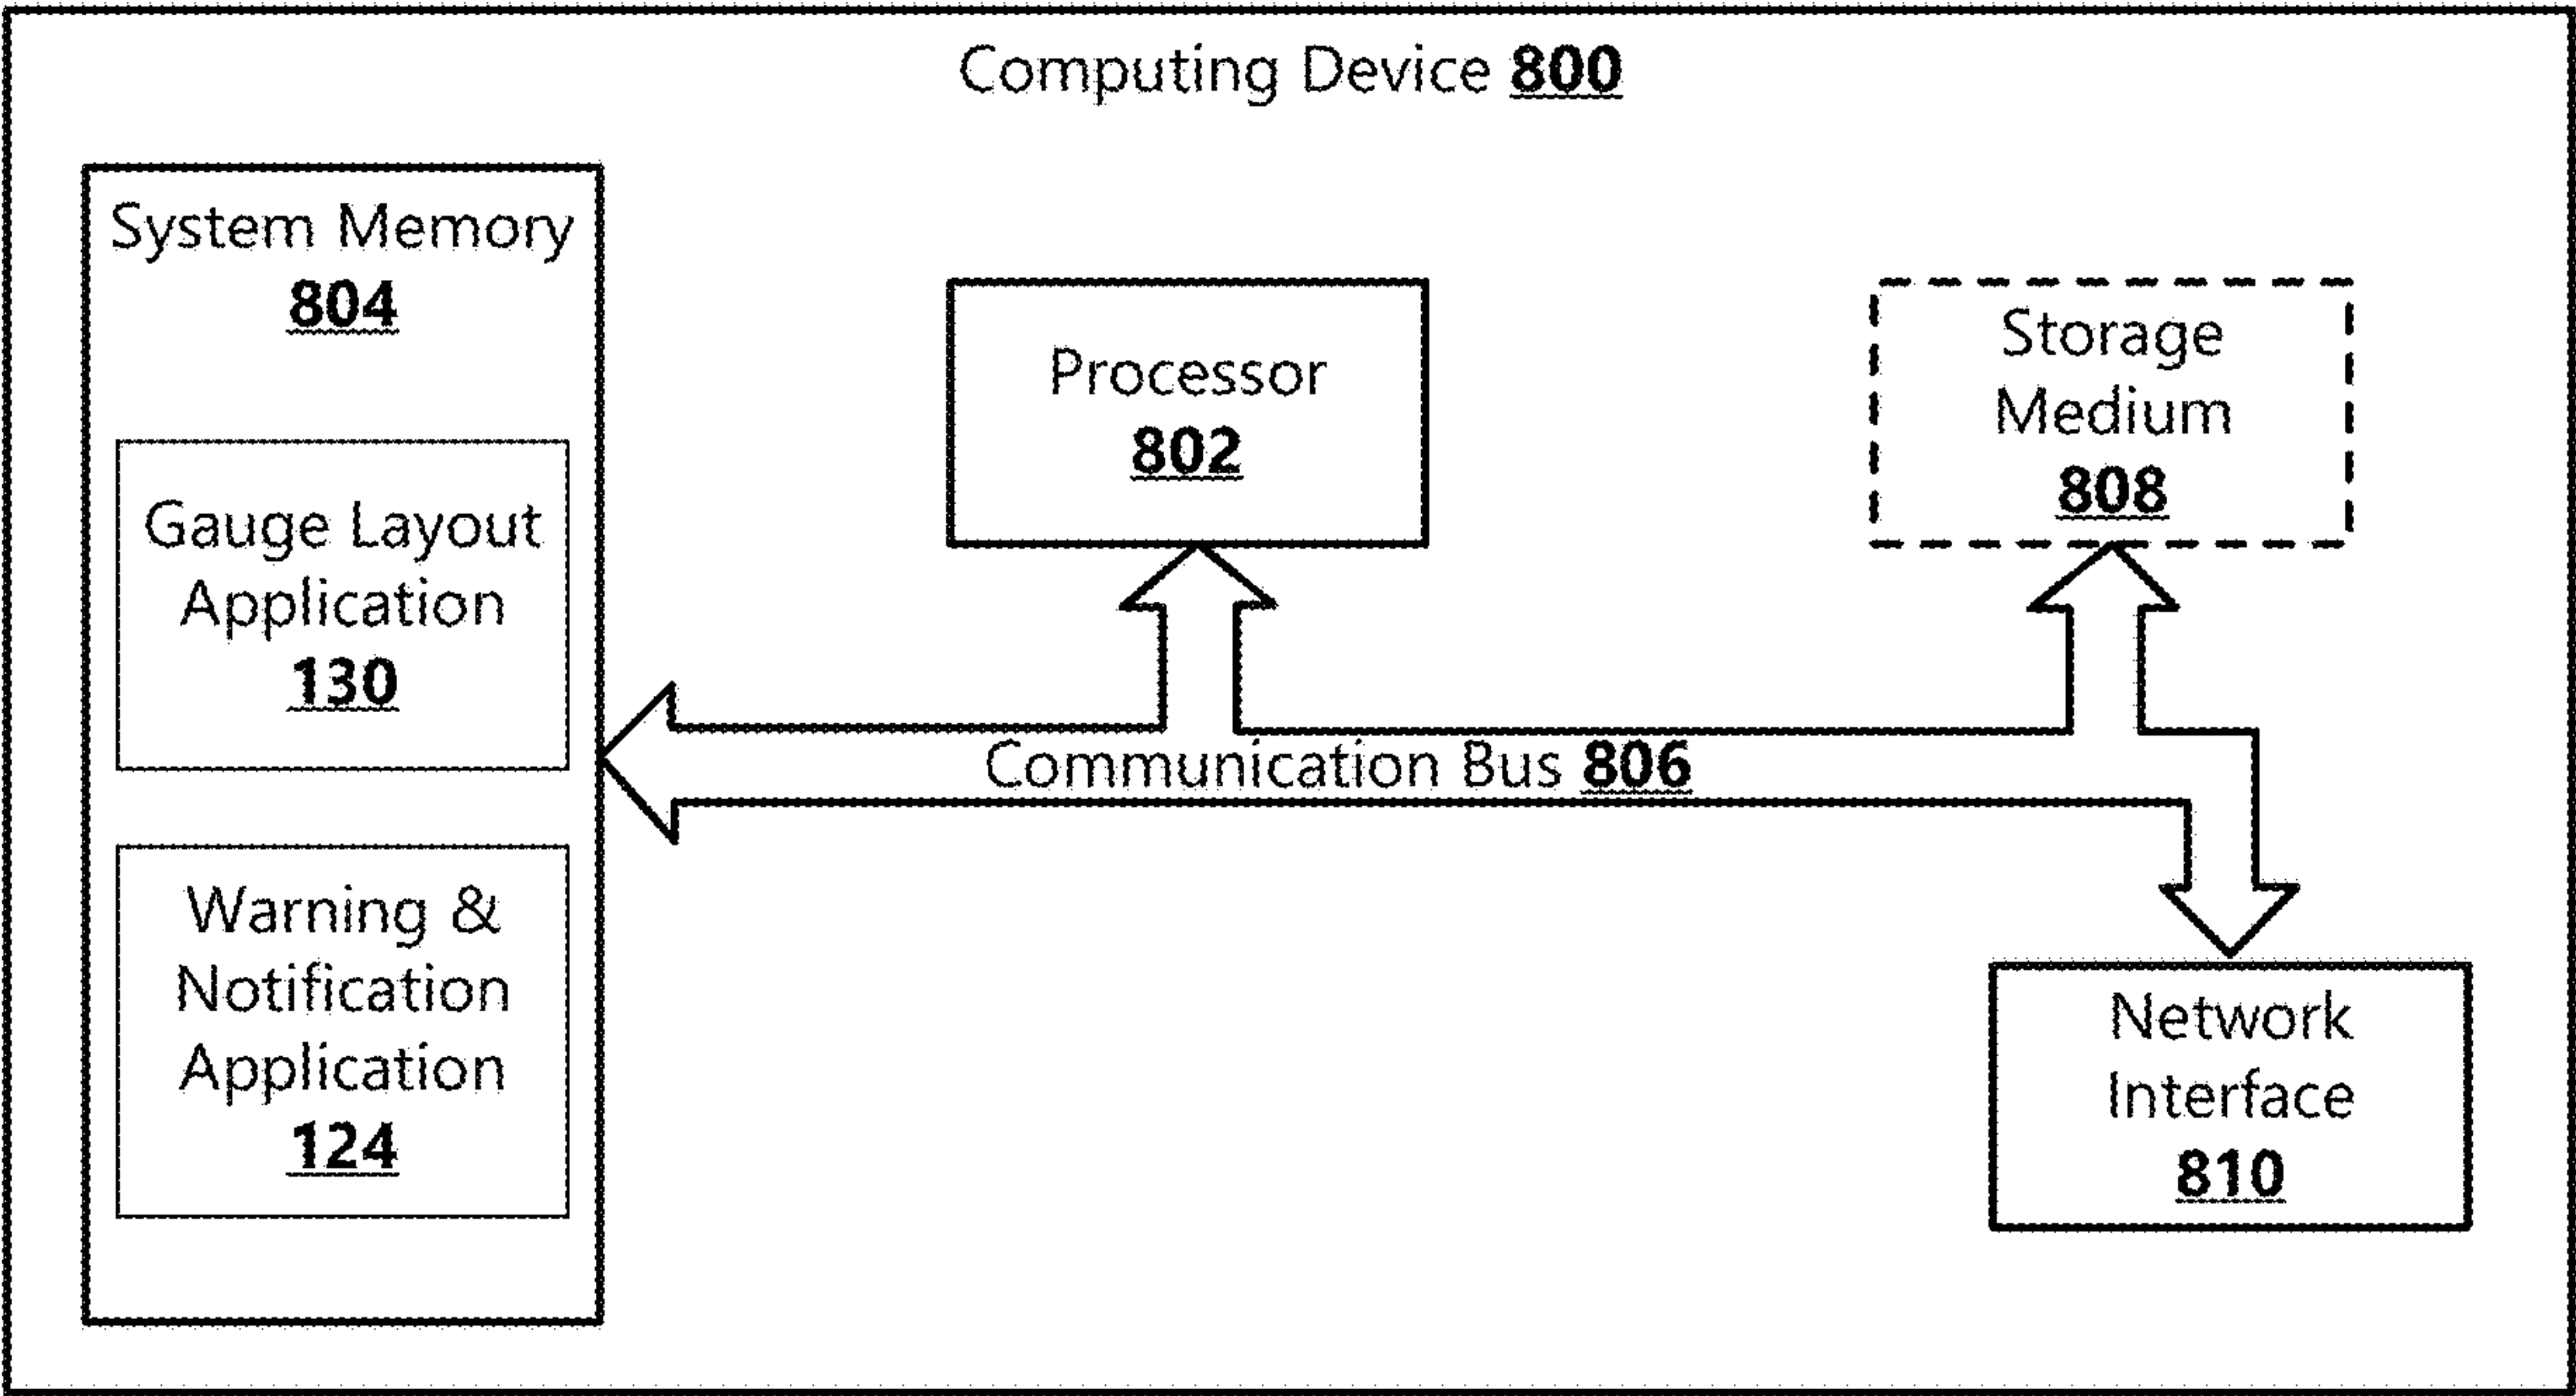 Computing Device 800
System Memory
804
Gauge Layout
Application
130
Warning &
Notification
Application
124
Processor
802
Storage
Medium
808
Communication Bus 806
Network
Interface
810